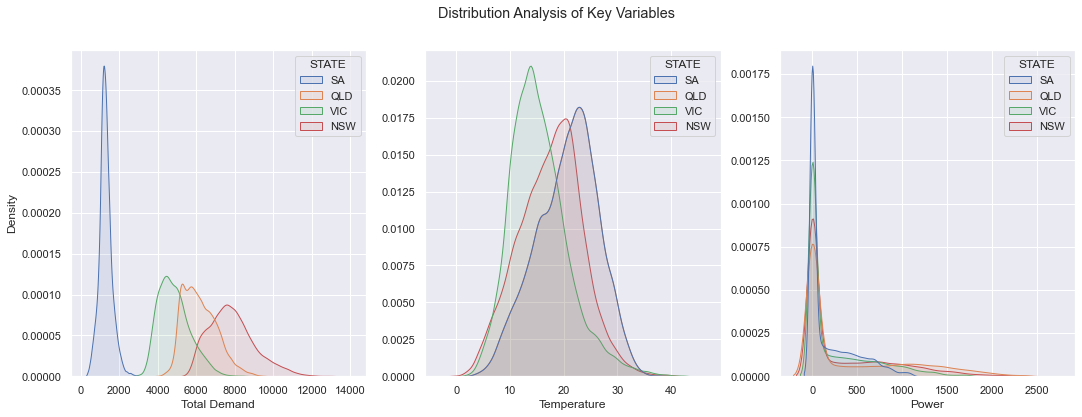 Distribution Analysis of Key Variables
Density
0.00035
0.00030
0.00025
0.00020
0.00015
0.00010
0.00005
0.00000
0 2000 4000 6000 8000 10000 12000 14000
Total Demand
STATE
SA
QLD
VIC
NSW
0.0200
0.0175
0.0150
0.0125
0.0100
0.0075
0.0050
0.0025
0.0000
0 10 20 30 40
Temperature
STATE
SA
QLD
VIC
NSW
0.00175
0.00150
0.00125
0.00100
0.00075
0.00050
0.00025
0.00000
0 500 1000 1500 2000 2500
Power
STATE
SA
QLD
VIC
NSW